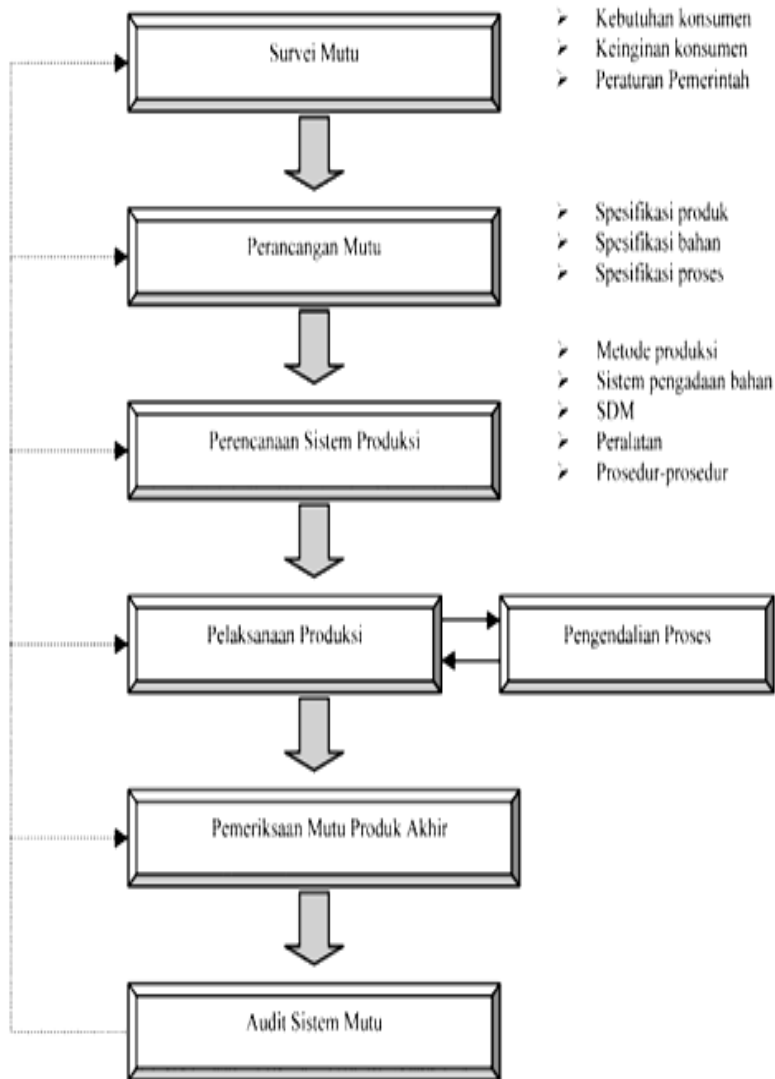 Survei Mutu
➢ Kebutuhan konsumen
➢ Keinginan konsumen
➢ Peraturan Pemerintah
Perancangan Mutu
➢ Spesifikasi produk
➢ Spesifikasi bahan
➢ Spesifikasi proses
Perencanaan Sistem Produksi
➢ Metode produksi
➢ Sistem pengadaan bahan
➢ SDM
➢ Peralatan
➢ Prosedur-prosedur
Pelaksanaan Produksi
Pengendalian Proses
Pemeriksaan Mutu Produk Akhir
Audit Sistem Mutu